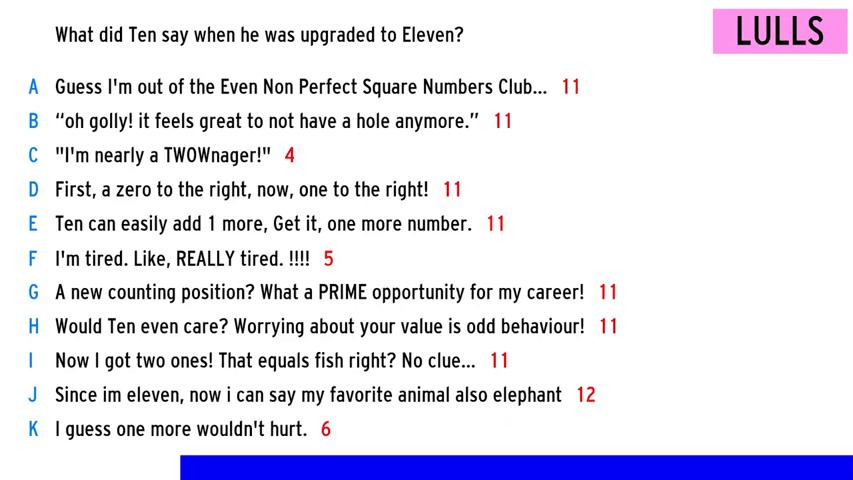 What did Ten say when he was upgraded to Eleven?
LULLS
A Guess I'm out of the Even Non Perfect Square Numbers Club... 11
B “oh golly! it feels great to not have a hole anymore.” 11
C "I'm nearly a TWOWnager!" 4
D First, a zero to the right, now, one to the right! 11
E Ten can easily add 1 more, Get it, one more number. 11
F I'm tired. Like, REALLY tired. !!!! 5
G A new counting position? What a PRIME opportunity for my career! 11
H Would Ten even care? Worrying about your value is odd behaviour! 11
I Now I got two ones! That equals fish right? No clue... 11
J Since im eleven, now i can say my favorite animal also elephant 12
K I guess one more wouldn't hurt. 6